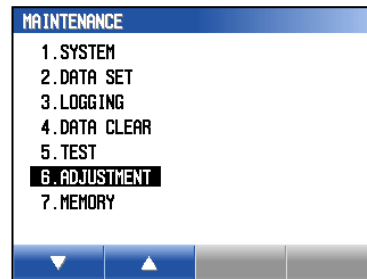 MAINTENANCE
1.SYSTEM
2.DATA SET
3.LOGGING
4.DATA CLEAR
5.TEST
6.ADJUSTMENT
7.MEMORY